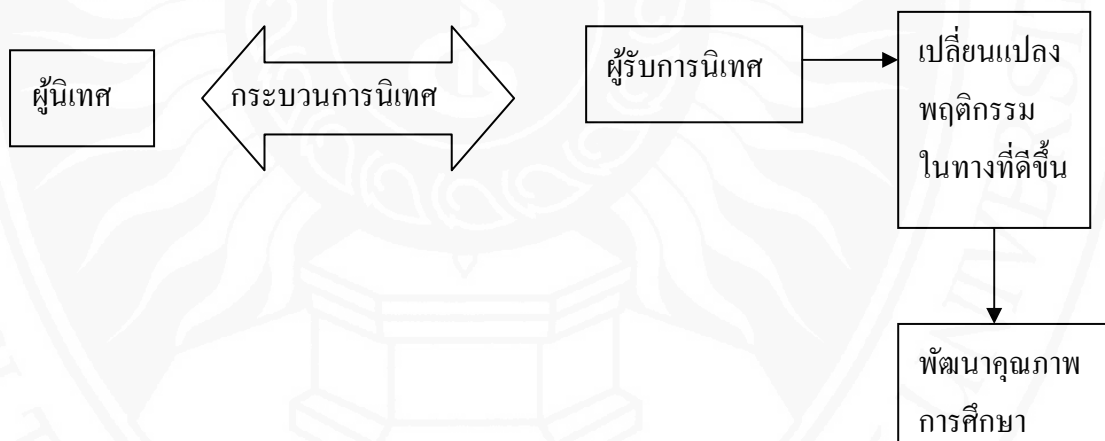 ผู้นิเทศ
กระบวนการนิเทศ
ผู้รับการนิเทศ
เปลี่ยนแปลง
พฤติกรรม
ในทางที่ดีขึ้น
พัฒนาคุณภาพ
การศึกษา